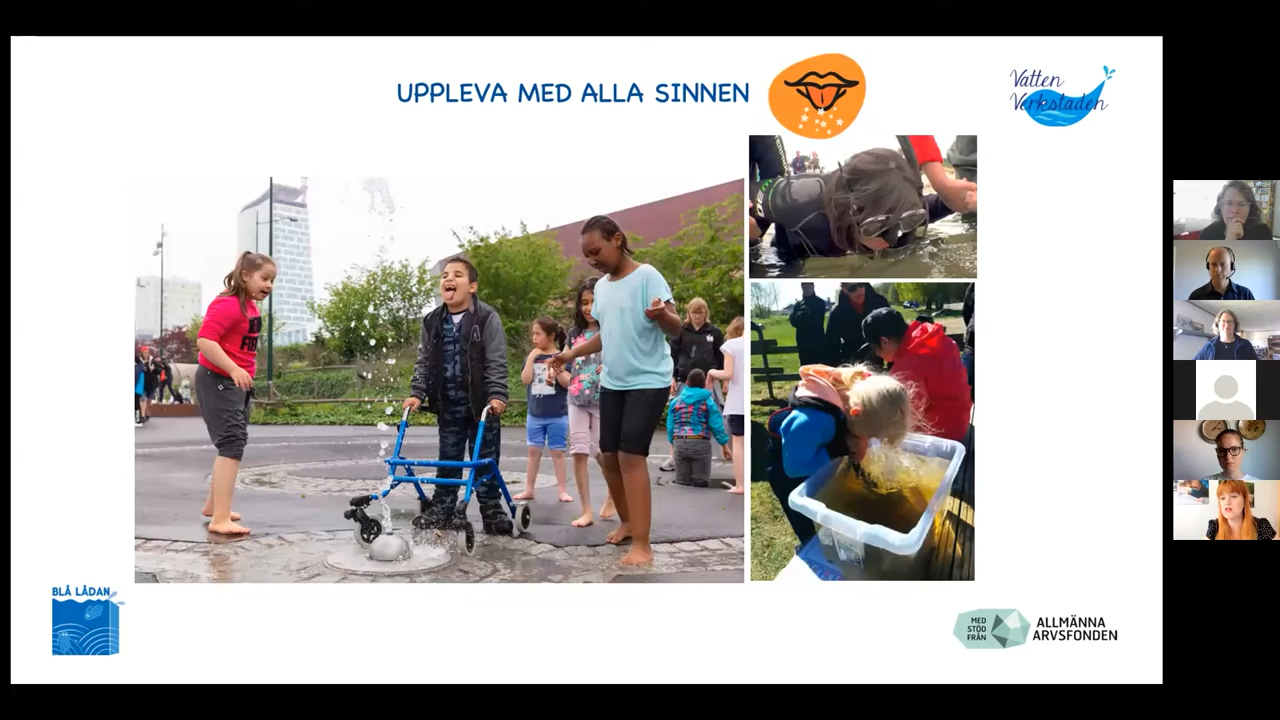 UPPLEVA MED ALLA SINNEN
Vatten
Verkstaden
BLÅ LÅDAN
MED
STÖD
FRÅN
ALLMÄNNA
ARVSFONDEN